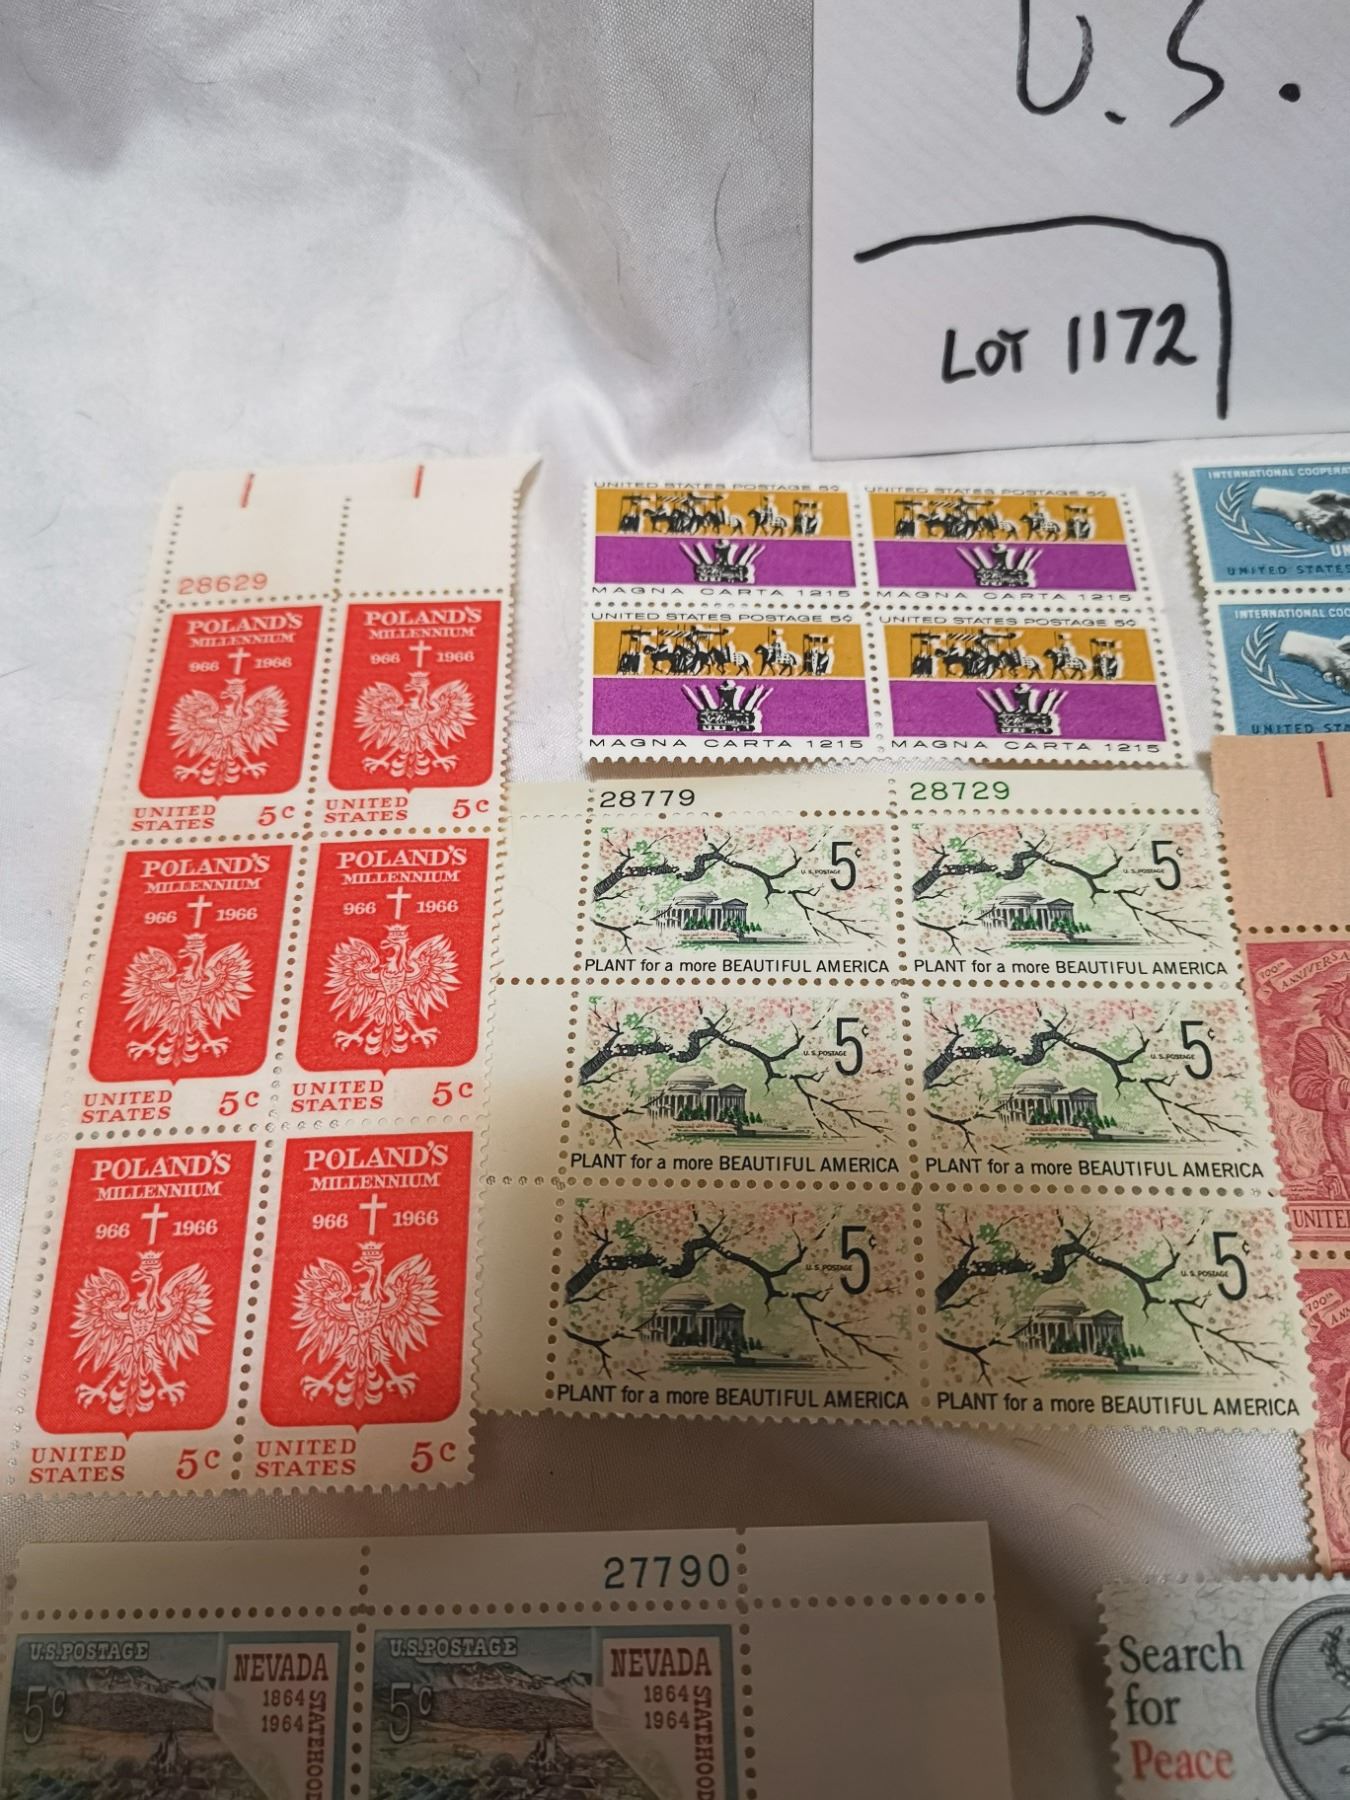 U.S.
LOT 1172
28629
POLAND'S
MILLENNIUM
966 1966
UNITED
STATES 5c
POLAND'S
MILLENNIUM
966 1966
UNITED
STATES 5c
POLAND'S
MILLENNIUM
966 1966
UNITED
STATES 5c
POLAND'S
MILLENNIUM
966 1966
UNITED
STATES 5c
POLAND'S
MILLENNIUM
966 1966
UNITED
STATES 5c
POLAND'S
MILLENNIUM
966 1966
UNITED
STATES 5c
UNITED STATES POSTAGE 5¢
MAGNA CARTA 1215
UNITED STATES POSTAGE 5¢
MAGNA CARTA 1215
UNITED STATES POSTAGE 5¢
MAGNA CARTA 1215
UNITED STATES POSTAGE 5¢
MAGNA CARTA 1215
INTERNATIONAL
UN
UNITED STATES
INTERNATIONAL
UNITED
28779
28729
5¢
U.S. POSTAGE
PLANT for a more BEAUTIFUL AMERICA
5¢
U.S. POSTAGE
PLANT for a more BEAUTIFUL AMERICA
5¢
U.S. POSTAGE
PLANT for a more BEAUTIFUL AMERICA
5¢
U.S. POSTAGE
PLANT for a more BEAUTIFUL AMERICA
5¢
U.S. POSTAGE
PLANT for a more BEAUTIFUL AMERICA
5¢
U.S. POSTAGE
PLANT for a more BEAUTIFUL AMERICA
700th
UNITE
700th
27790
U.S. POSTAGE
5¢
NEVADA
1864
1964
STATEHOOD
U.S. POSTAGE
5¢
NEVADA
1864
1964
STATEHOOD
Search
for
Peace